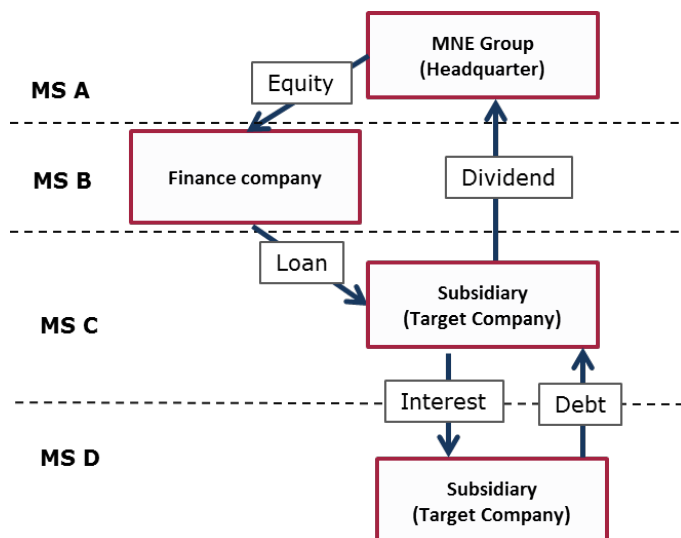 MNE Group
(Headquarter)
Equity
MS A
MS B
Finance company
Dividend
Loan
Subsidiary
(Target Company)
MS C
Interest
Debt
MS D
Subsidiary
(Target Company)